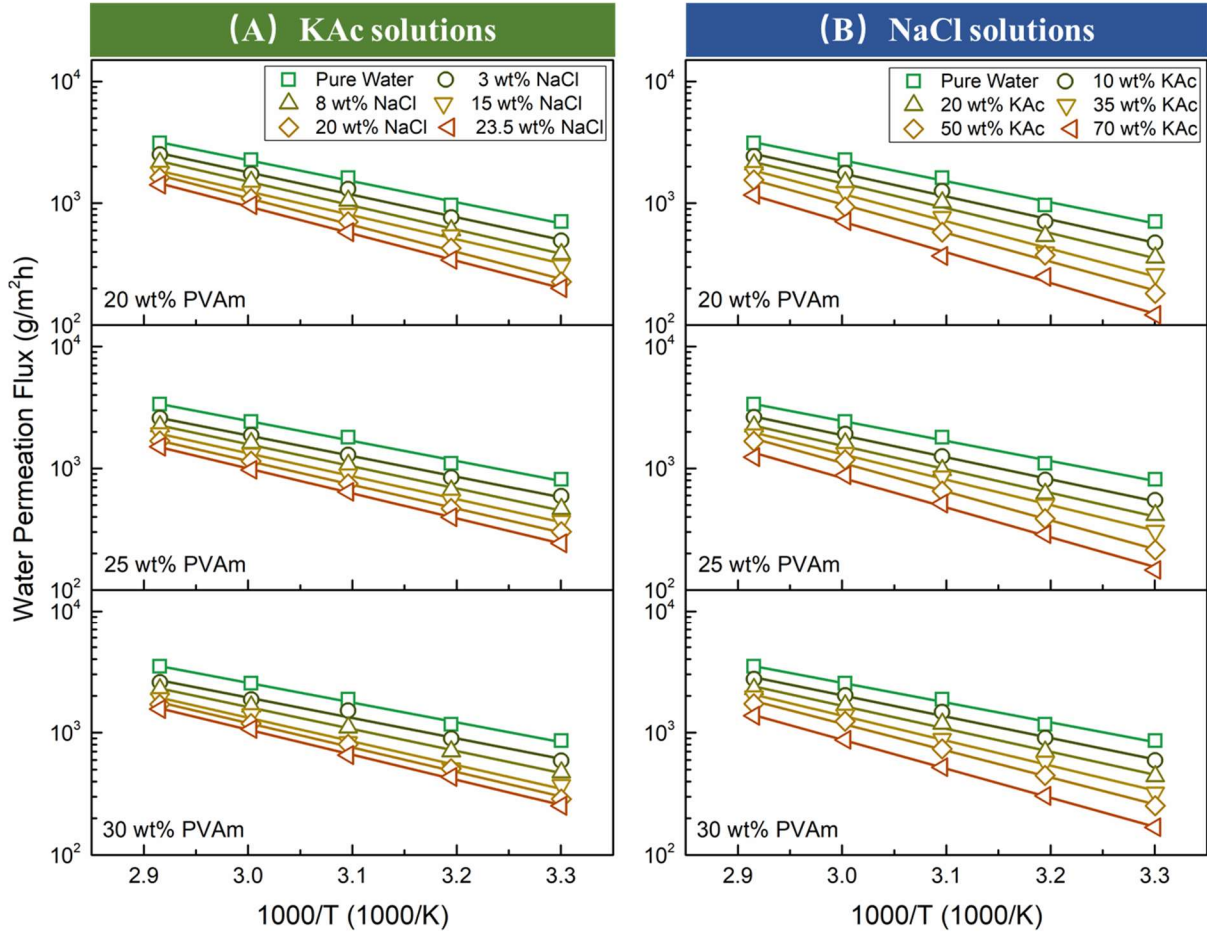 (A) KAc solutions
(B) NaCl solutions
Water Permeation Flux (g/m²h)
10⁴
10³
10²
Pure Water
3 wt% NaCl
8 wt% NaCl
15 wt% NaCl
20 wt% NaCl
23.5 wt% NaCl
20 wt% PVAm
10⁴
10³
10²
Pure Water
10 wt% KAc
20 wt% KAc
35 wt% KAc
50 wt% KAc
70 wt% KAc
20 wt% PVAm
10⁴
10³
10²
25 wt% PVAm
10⁴
10³
10²
25 wt% PVAm
10⁴
10³
10²
30 wt% PVAm
10⁴
10³
10²
30 wt% PVAm
2.9 3.0 3.1 3.2 3.3
2.9 3.0 3.1 3.2 3.3
1000/T (1000/K)
1000/T (1000/K)